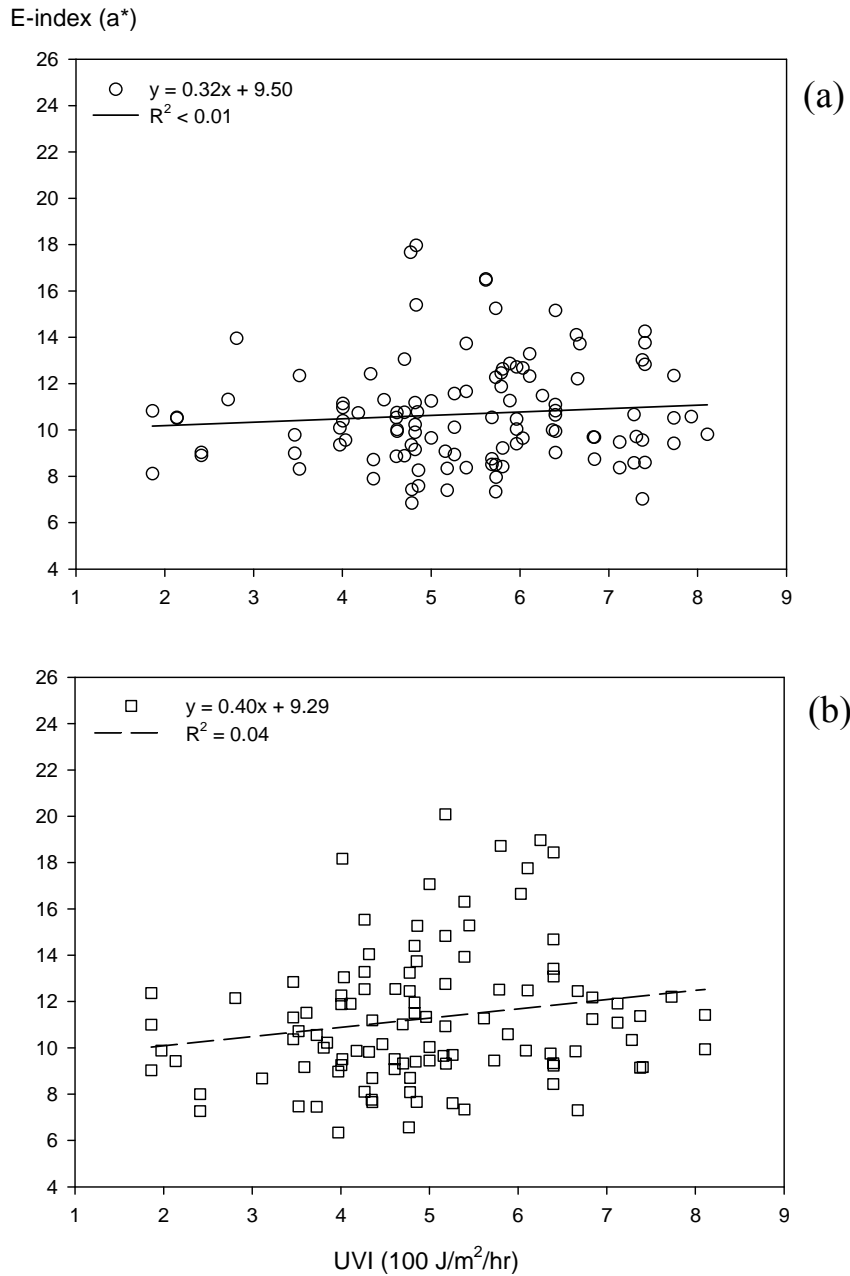 E-index (a*)
26
24
22
20
18
16
14
12
10
8
6
4
y = 0.32x + 9.50
R² < 0.01
(a)
1 2 3 4 5 6 7 8 9
26
24
22
20
18
16
14
12
10
8
6
4
y = 0.40x + 9.29
R² = 0.04
(b)
1 2 3 4 5 6 7 8 9
UVI (100 J/m²/hr)